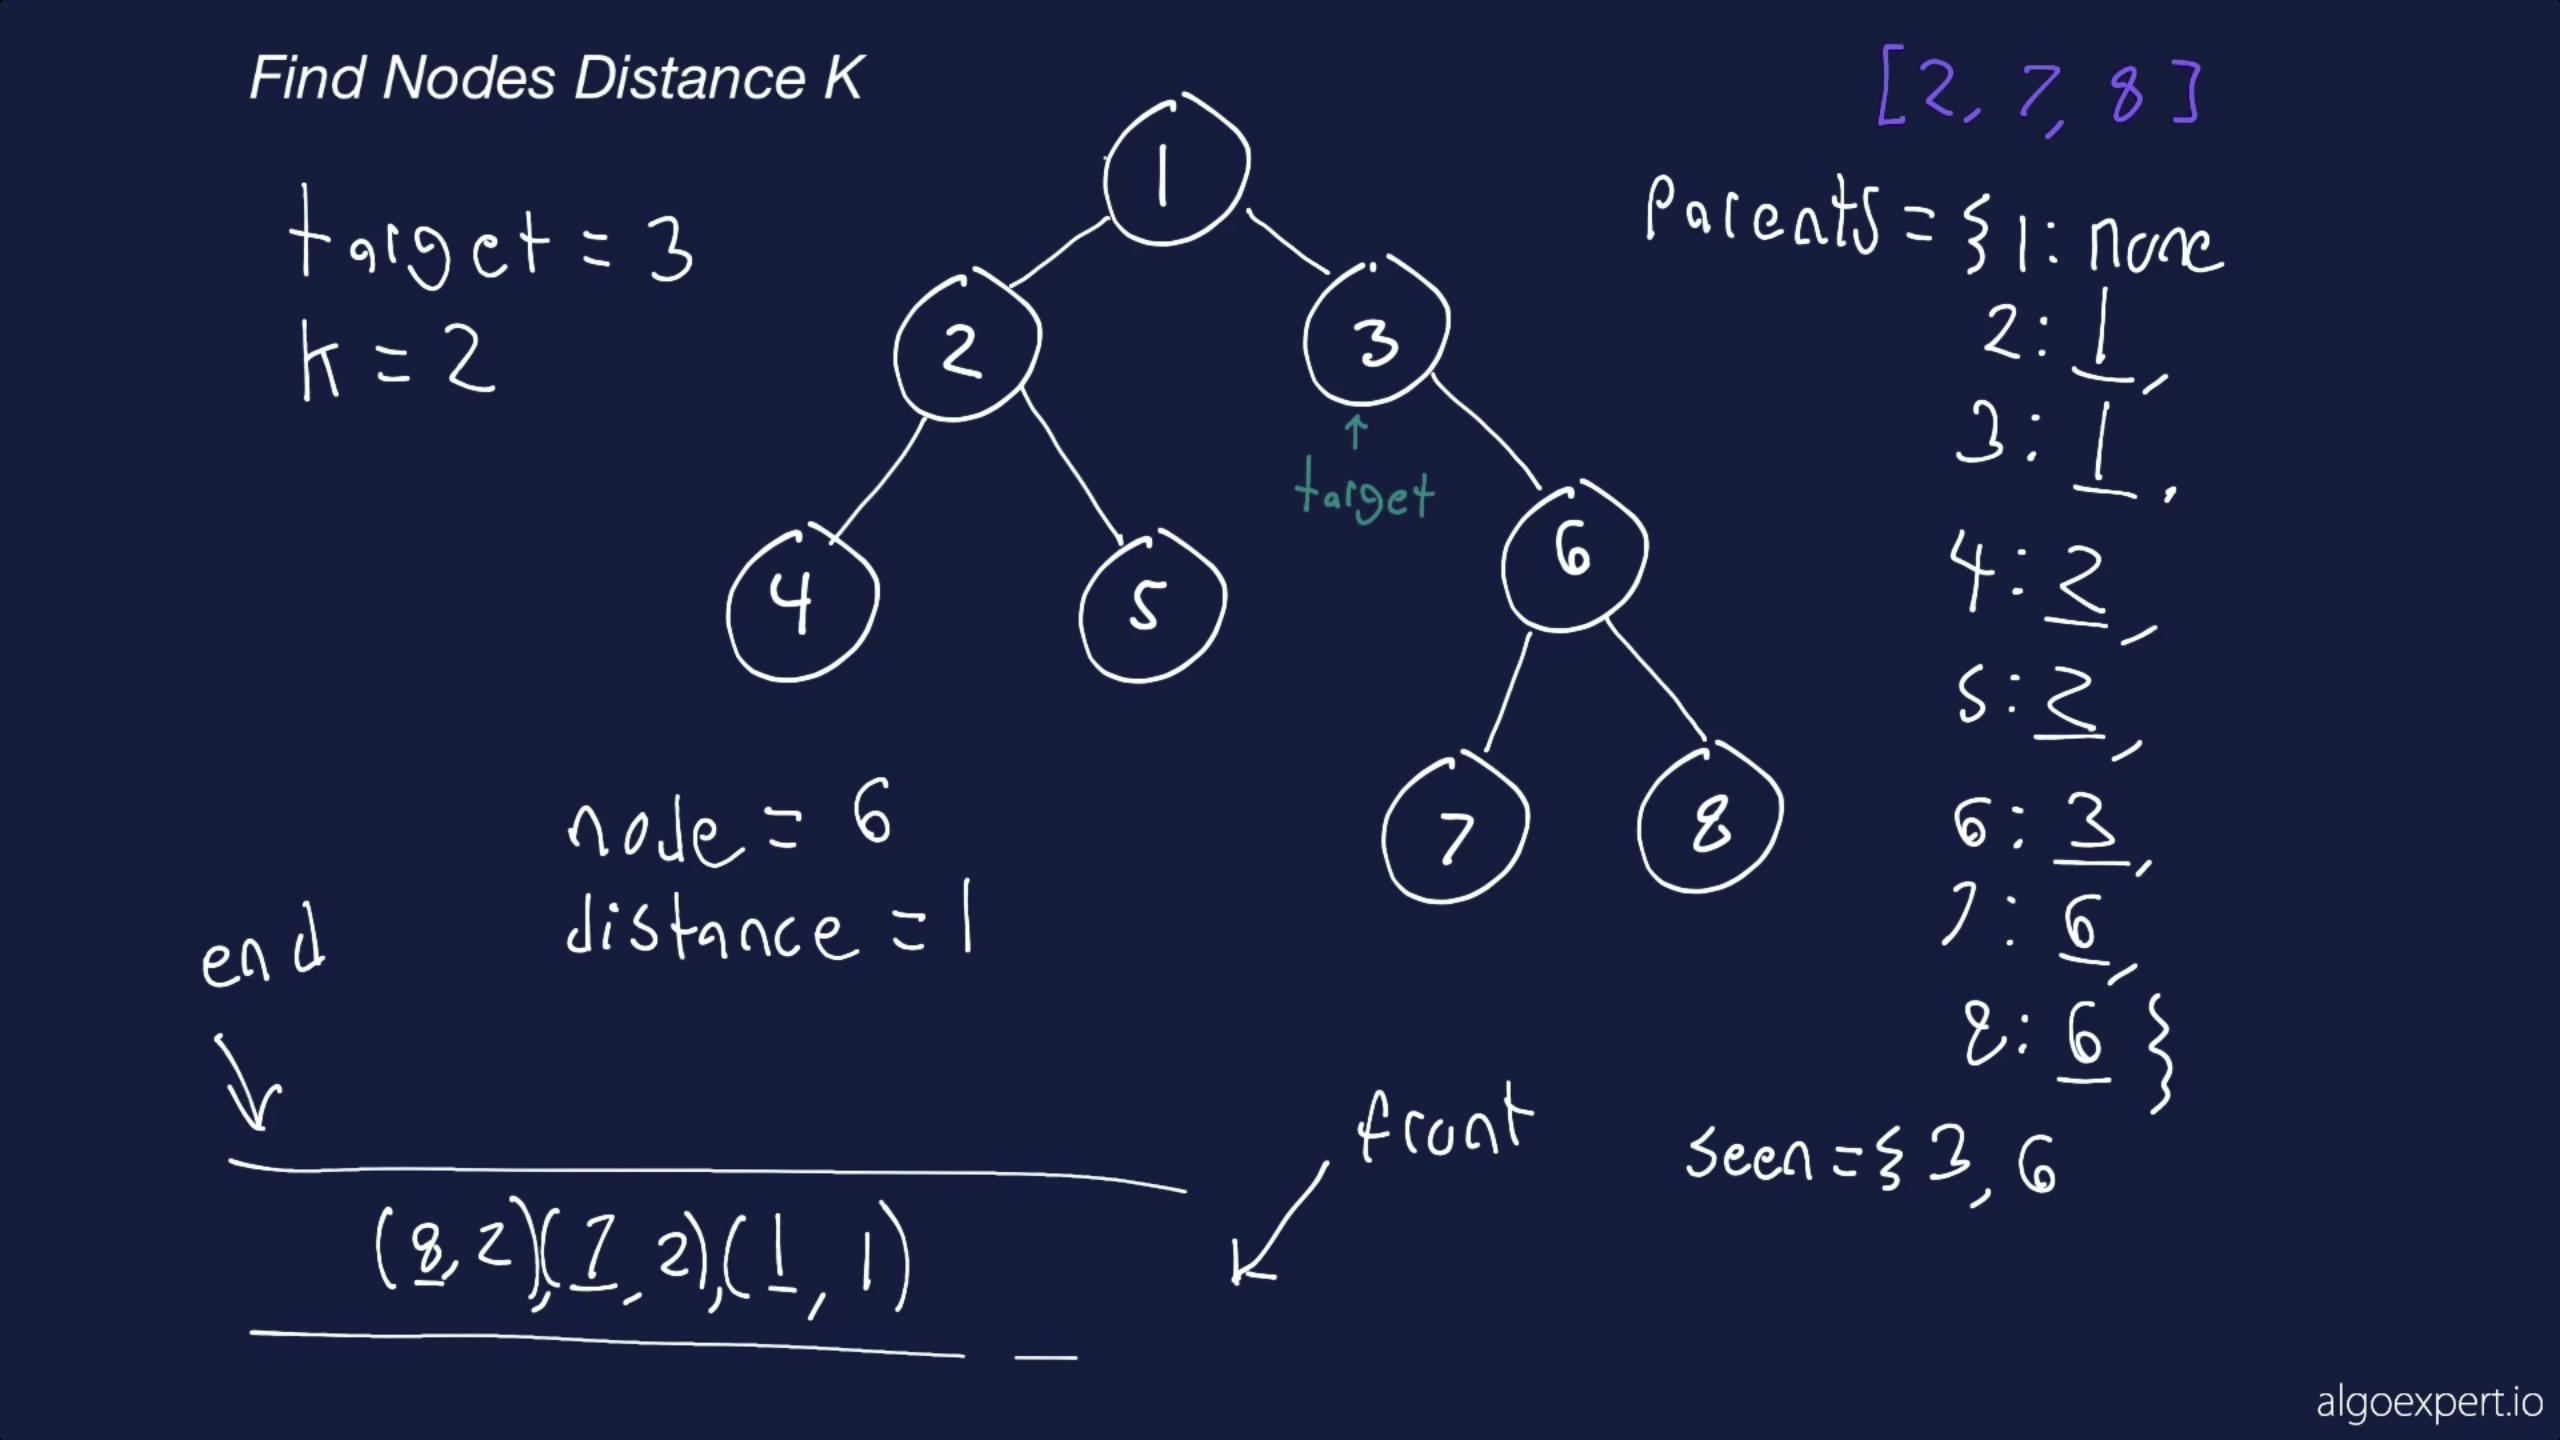 Find Nodes Distance K
[2, 7, 8]
target = 3
k = 2
1
2
3
target
4
5
6
7
8
Parents = {1: none
2: 1,
3: 1,
4: 2,
5: 2,
6: 3,
7: 6,
8: 6}
node = 6
distance = 1
end
front
seen = {3, 6
(8, 2), (7, 2), (1, 1)
algoexpert.io